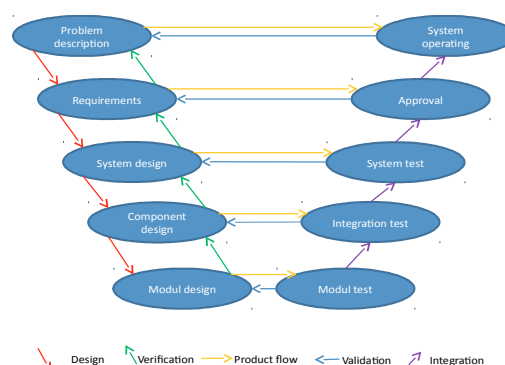 Problem
description
System
operating
Requirements
Approval
System design
System test
Component
design
Integration test
Modul design
Modul test
Design
Verification
Product flow
Validation
Integration